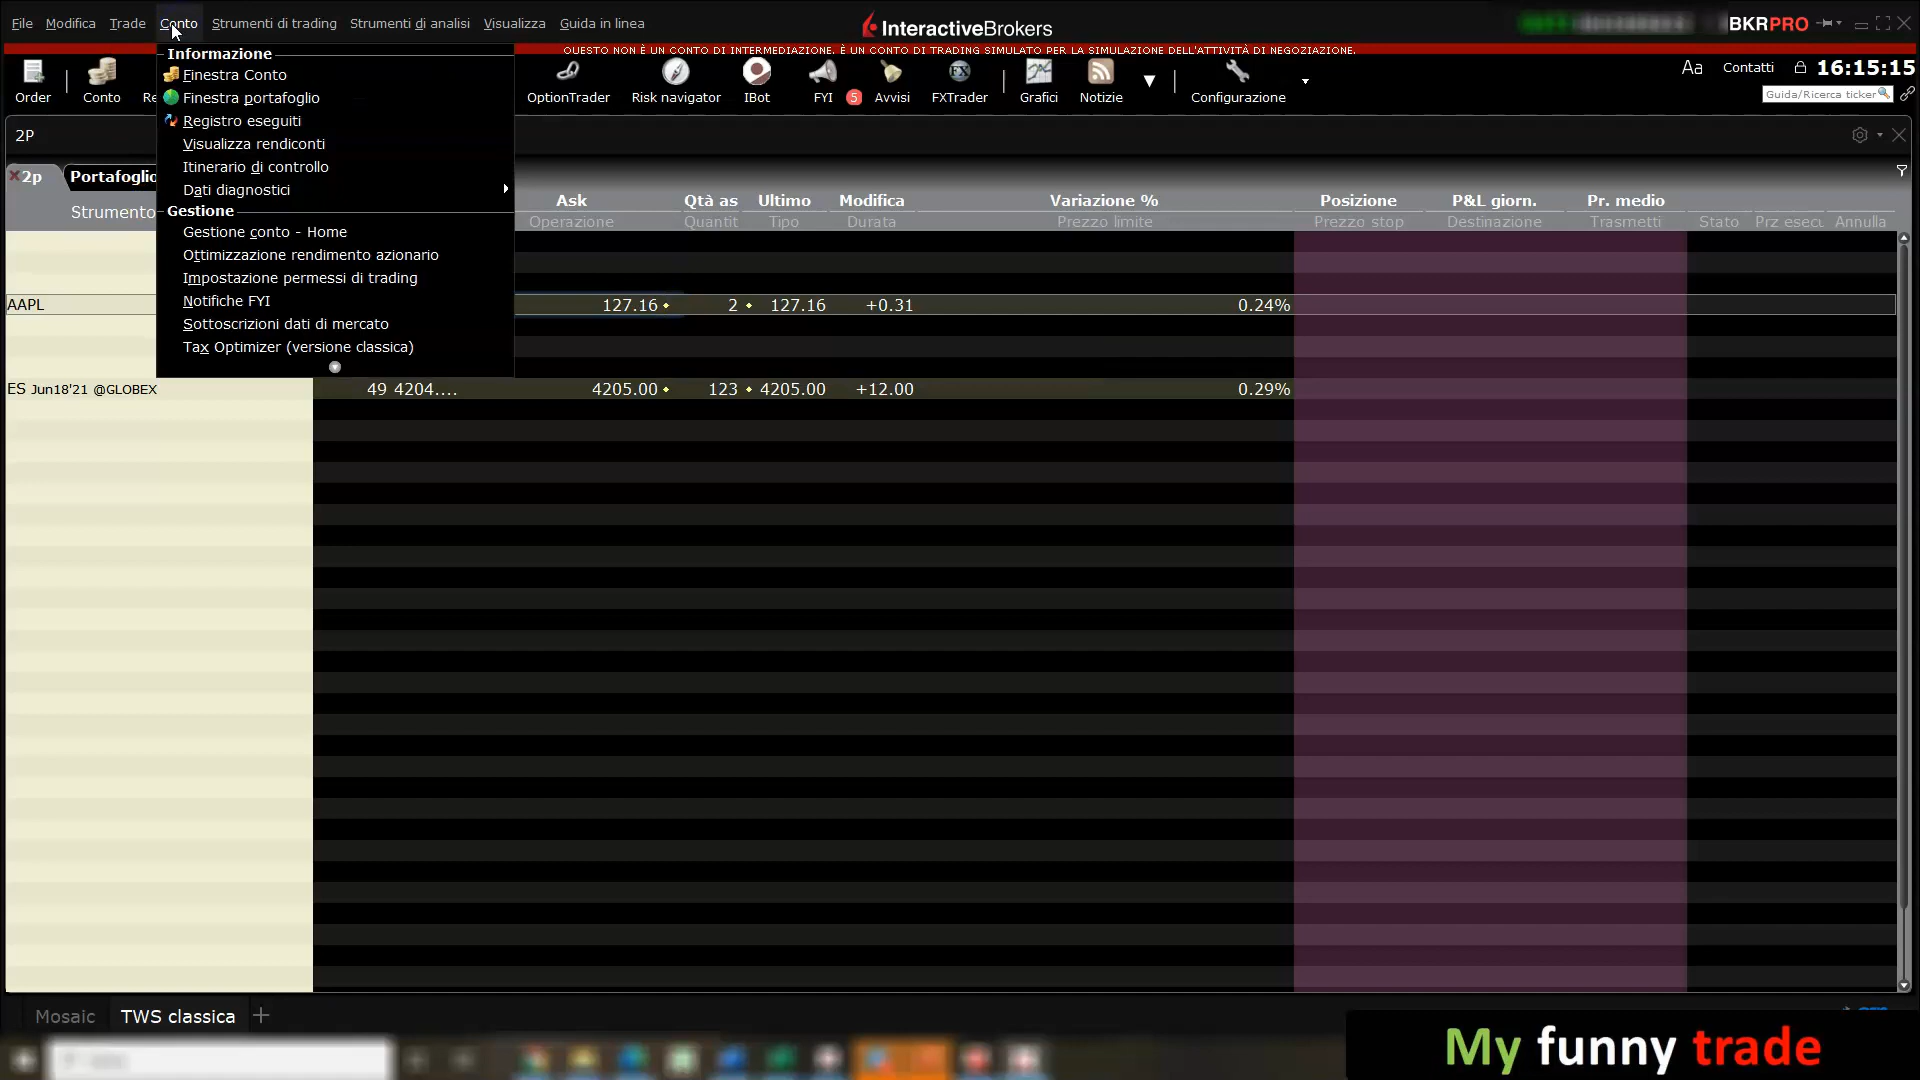 File Modifica Trade Conto Strumenti di trading Strumenti di analisi Visualizza Guida in linea
InteractiveBrokers
BKRPRO
QUESTO NON È UN CONTO DI INTERMEDIAZIONE. È UN CONTO DI TRADING SIMULATO PER LA SIMULAZIONE DELL'ATTIVITÀ DI NEGOZIAZIONE.
Order Conto OptionTrader Risk navigator IBot FYI 5 Avvisi FXTrader Grafici Notizie Configurazione
Aa Contatti 16:15:15
Guida/Ricerca ticker
Informazione
Finestra Conto
Finestra portafoglio
Registro eseguiti
Visualizza rendiconti
Itinerario di controllo
Dati diagnostici
Gestione
Gestione conto - Home
Ottimizzazione rendimento azionario
Impostazione permessi di trading
Notifiche FYI
Sottoscrizioni dati di mercato
Tax Optimizer (versione classica)
2P
2p Portafoglio
Strumento
Ask Qtà as Ultimo Modifica Variazione % Posizione P&L giorn. Pr. medio
Operazione Quantit Tipo Durata Prezzo limite Prezzo stop Destinazione Trasmetti Stato Prz esecu Annulla
AAPL 127.16 2 127.16 +0.31 0.24%
ES Jun18'21 @GLOBEX 49 4204.... 4205.00 123 4205.00 +12.00 0.29%
Mosaic TWS classica +
My funny trade